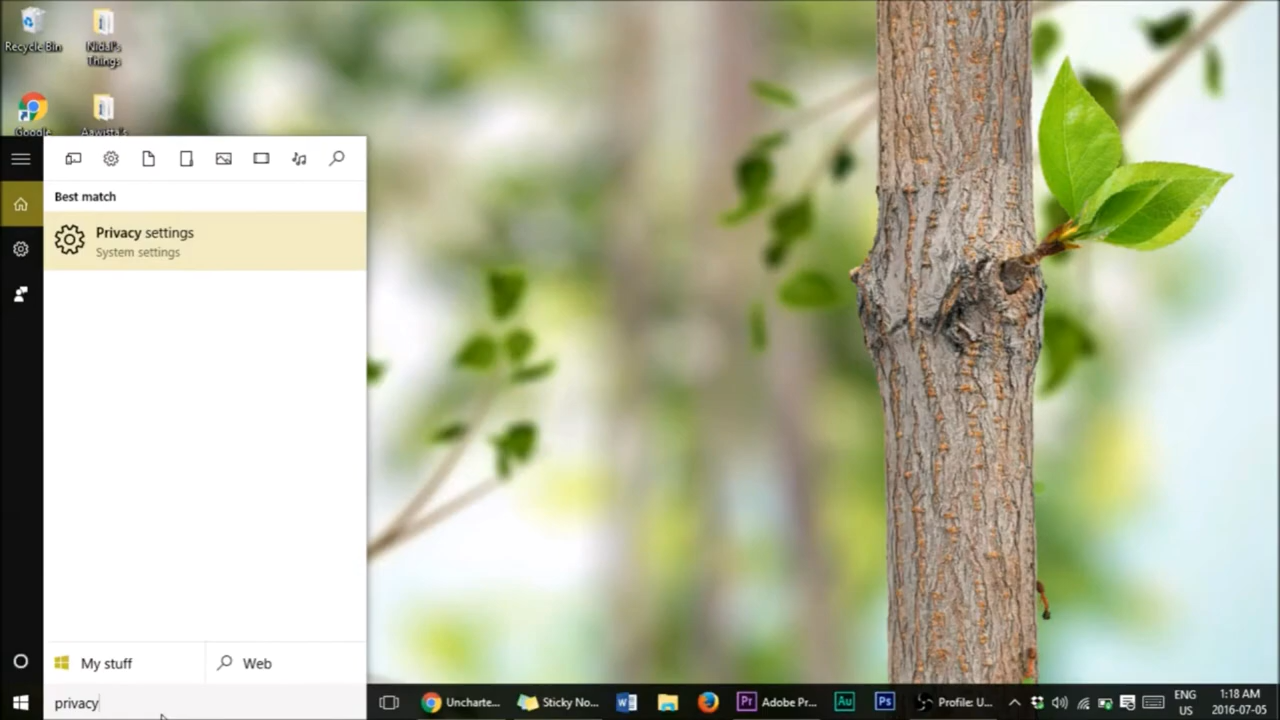 Recycle Bin
Nidal's
Things
Google
Aawista's
Best match
Privacy settings
System settings
My stuff
Web
privacy
Uncharte...
Sticky No...
Adobe Pr...
Profile: U...
ENG
US
1:18 AM
2016-07-05